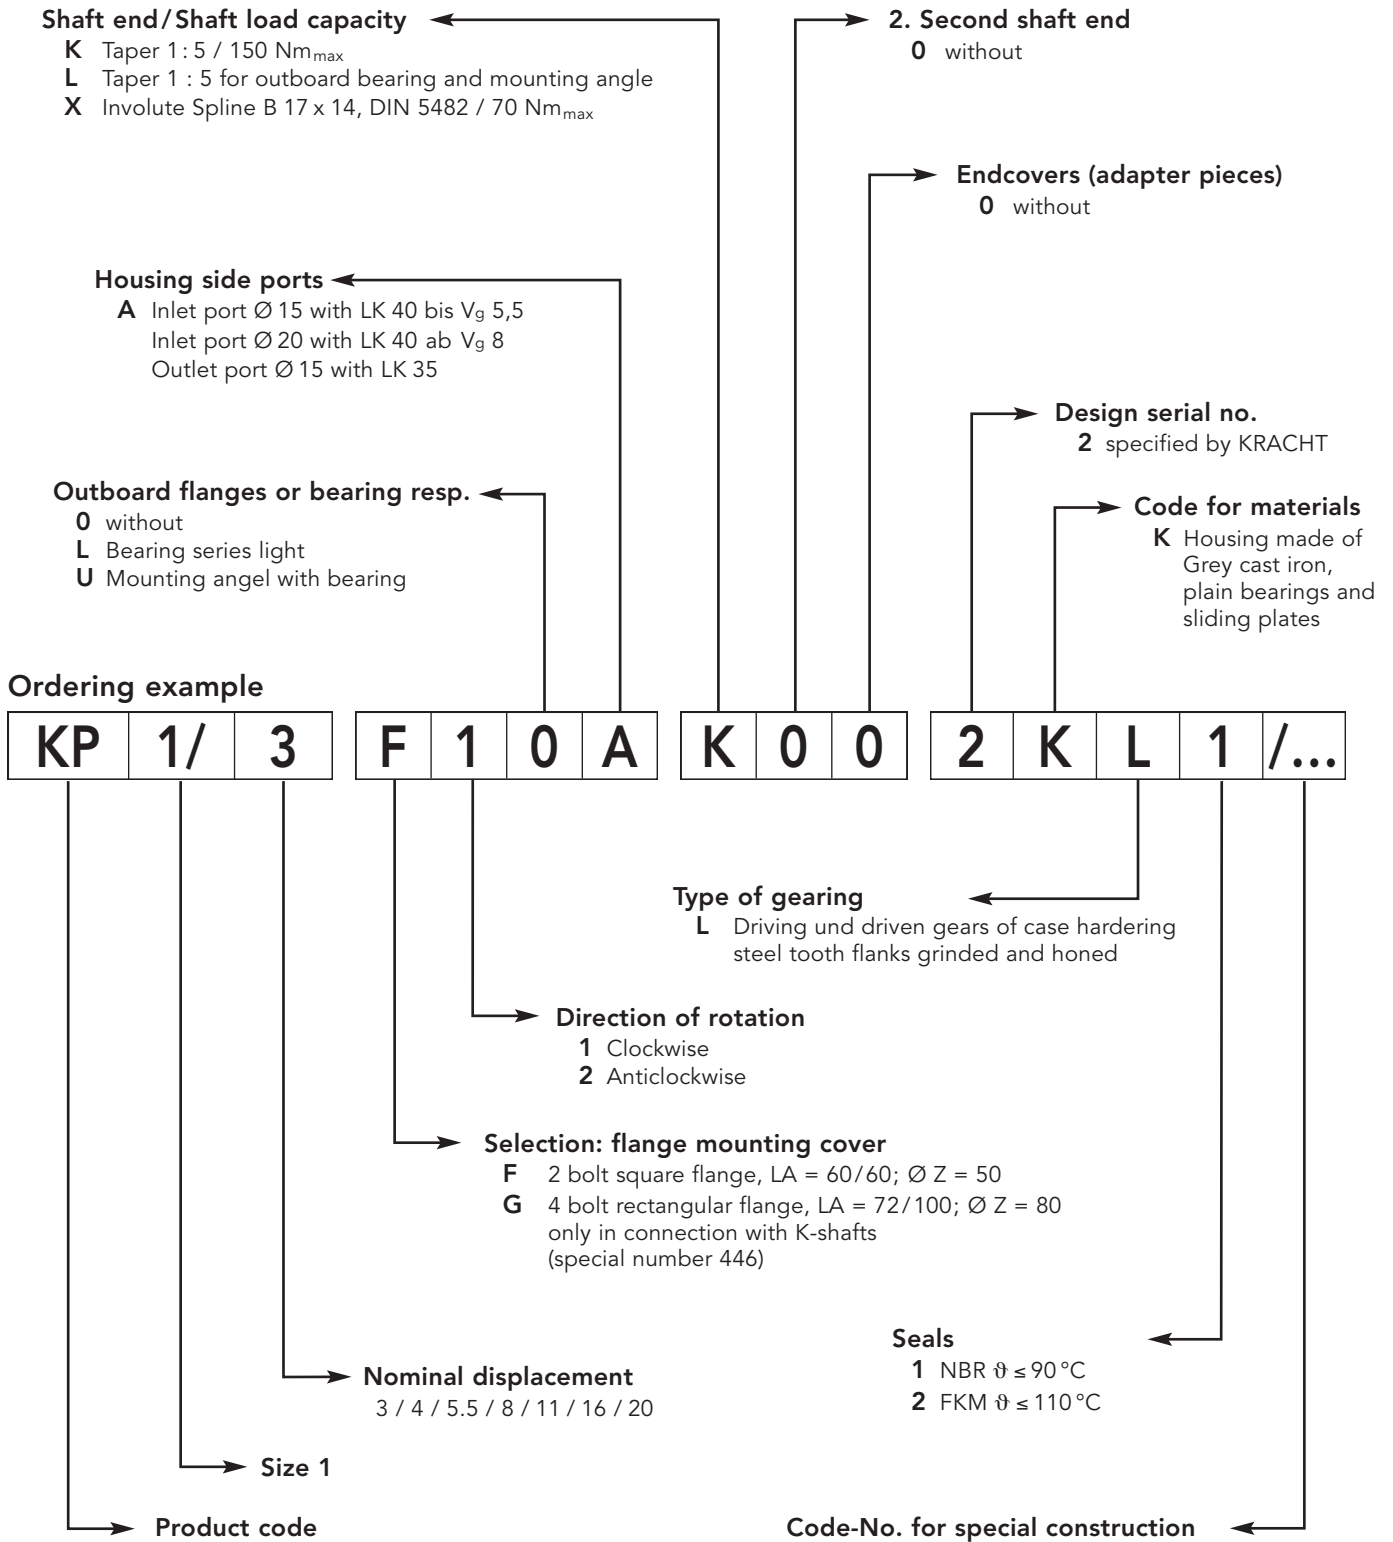 Shaft end/Shaft load capacity
K Taper 1:5 / 150 Nmmax
L Taper 1 : 5 for outboard bearing and mounting angle
X Involute Spline B 17 x 14, DIN 5482 / 70 Nmmax
2. Second shaft end
0 without
Endcovers (adapter pieces)
0 without
Housing side ports
A Inlet port Ø 15 with LK 40 bis Vg 5,5
Inlet port Ø 20 with LK 40 ab Vg 8
Outlet port Ø 15 with LK 35
Design serial no.
2 specified by KRACHT
Outboard flanges or bearing resp.
0 without
L Bearing series light
U Mounting angel with bearing
Code for materials
K Housing made of
Grey cast iron,
plain bearings and
sliding plates
Ordering example
KP 1/ 3 F 1 0 A K 0 0 2 K L 1 /...
Type of gearing
L Driving und driven gears of case hardering
steel tooth flanks grinded and honed
Direction of rotation
1 Clockwise
2 Anticlockwise
Selection: flange mounting cover
F 2 bolt square flange, LA = 60/60; Ø Z = 50
G 4 bolt rectangular flange, LA = 72/100; Ø Z = 80
only in connection with K-shafts
(special number 446)
Seals
1 NBR ϑ ≤ 90 °C
2 FKM ϑ ≤ 110 °C
Nominal displacement
3 / 4 / 5.5 / 8 / 11 / 16 / 20
Size 1
Product code
Code-No. for special construction